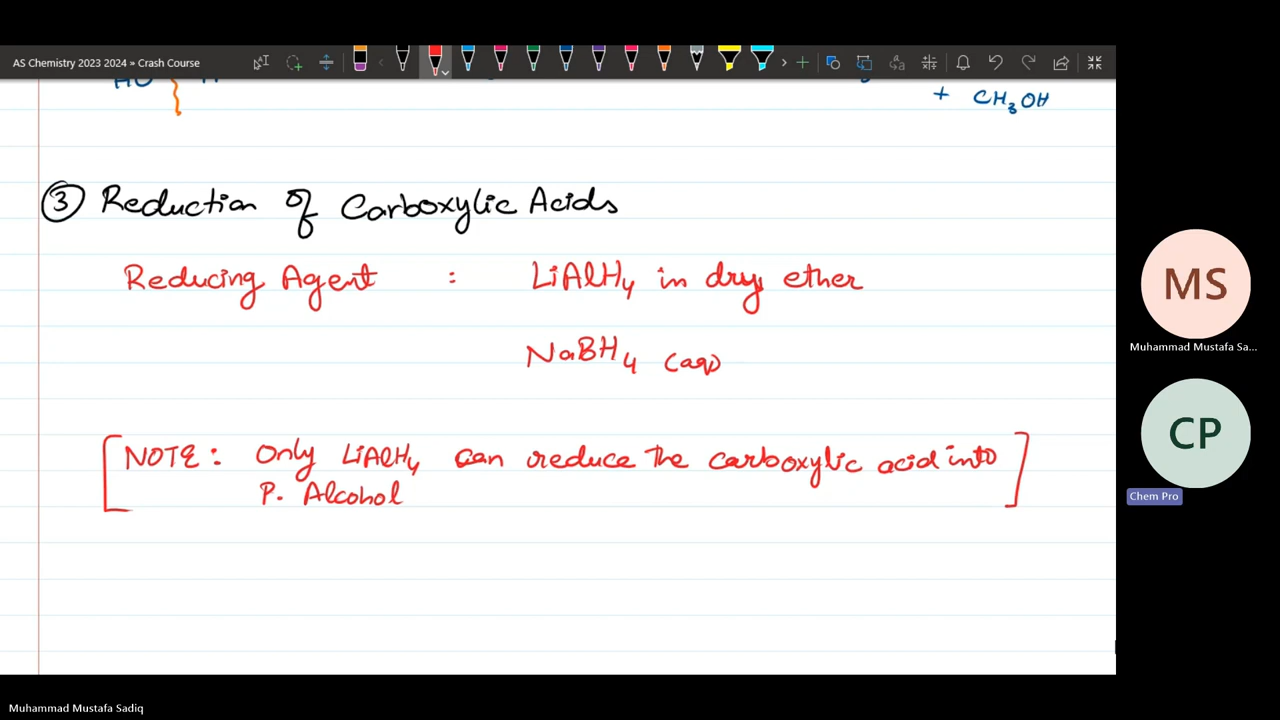 AS Chemistry 2023 2024 » Crash Course
+ CH3OH
③ Reduction of Carboxylic Acids
Reducing Agent : LiAlH4 in dry ether
NaBH4 (aq)
[NOTE: Only LiAlH4 can reduce the carboxylic acid into
P. Alcohol]
MS
Muhammad Mustafa Sa...
CP
Chem Pro
Muhammad Mustafa Sadiq